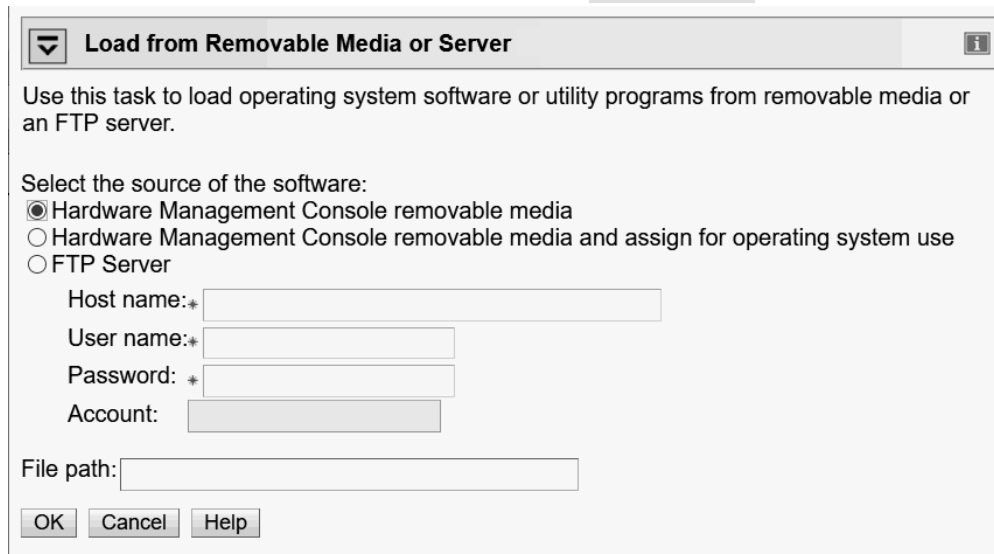 Load from Removable Media or Server
Use this task to load operating system software or utility programs from removable media or
an FTP server.
Select the source of the software:
Hardware Management Console removable media
Hardware Management Console removable media and assign for operating system use
FTP Server
Host name:*
User name:*
Password: *
Account:
File path:
OK Cancel Help